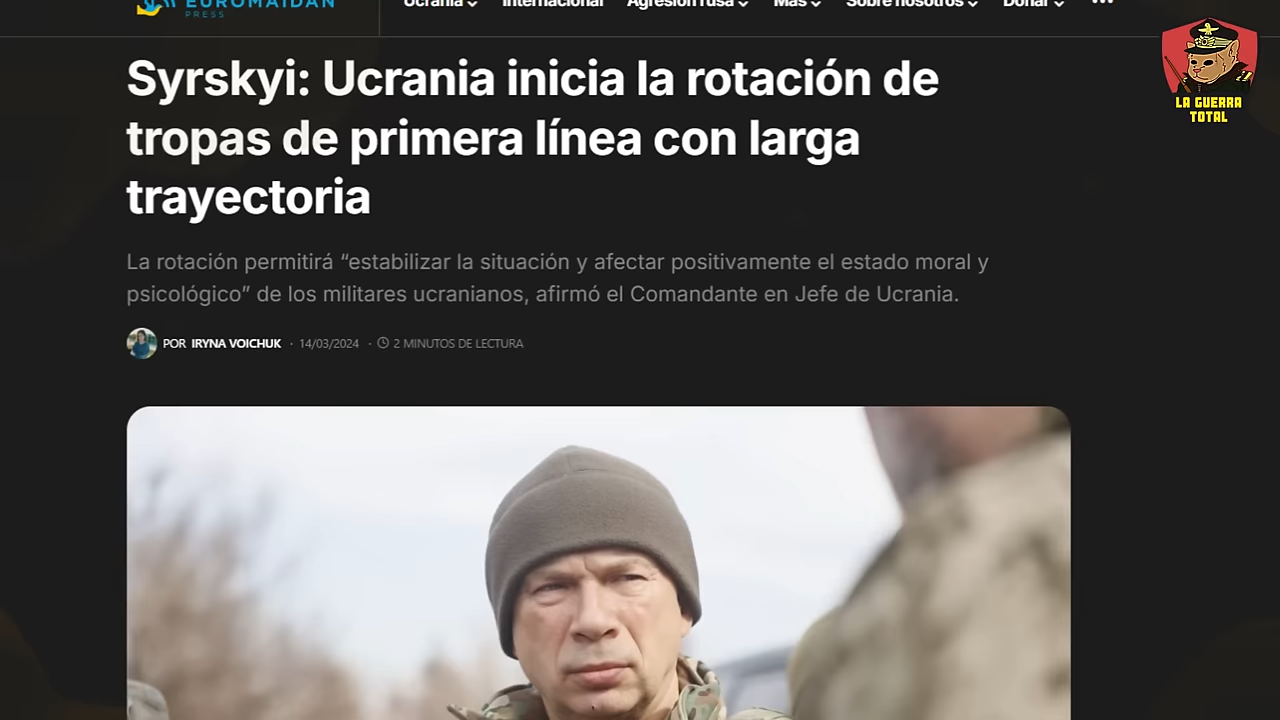 EUROMAIDAN
PRESS
Ucrania Internacional Agresión rusa Más Sobre nosotros Donar
LA GUERRA
TOTAL
Syrskyi: Ucrania inicia la rotación de
tropas de primera línea con larga
trayectoria
La rotación permitirá “estabilizar la situación y afectar positivamente el estado moral y
psicológico” de los militares ucranianos, afirmó el Comandante en Jefe de Ucrania.
POR IRYNA VOICHUK · 14/03/2024 · 2 MINUTOS DE LECTURA